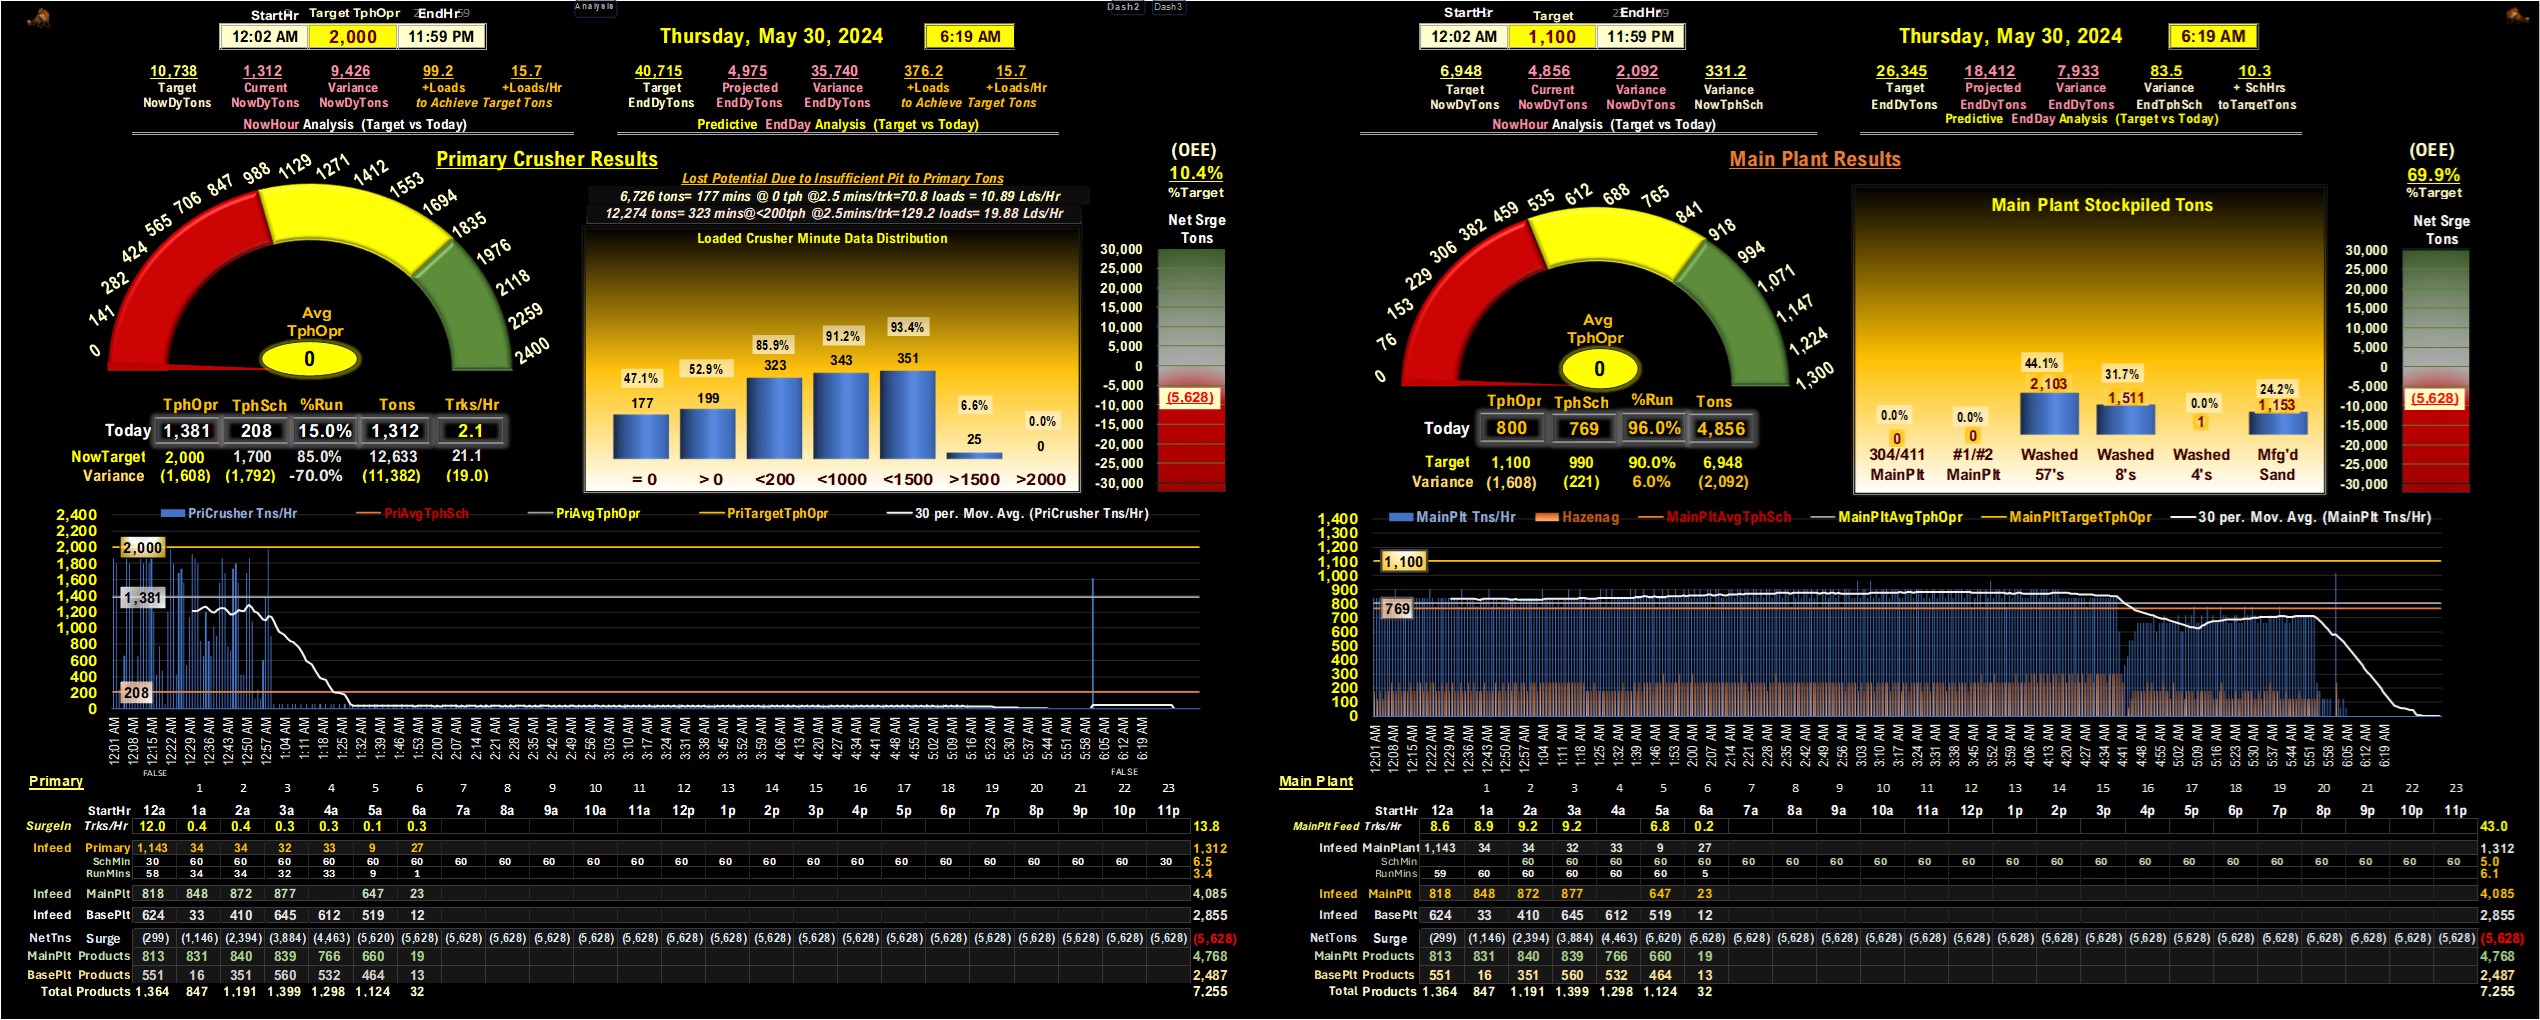 Analysis
Dash2
Dash3
StartHr Target TphOpr EndHr
12:02 AM 2,000 11:59 PM
Thursday, May 30, 2024 6:19 AM
10,738 1,312 9,426 99.2 15.7
Target Current Variance +Loads +Loads/Hr
NowDyTons NowDyTons NowDyTons to Achieve Target Tons
NowHour Analysis (Target vs Today)
40,715 4,975 35,740 376.2 15.7
Target Projected Variance +Loads +Loads/Hr
EndDyTons EndDyTons EndDyTons to Achieve Target Tons
Predictive EndDay Analysis (Target vs Today)
Primary Crusher Results
(OEE)
10.4%
%Target
Lost Potential Due to Insufficient Pit to Primary Tons
6,726 tons= 177 mins @ 0 tph @2.5 mins/trk=70.8 loads = 10.89 Lds/Hr
12,274 tons= 323 mins@<200tph @2.5mins/trk=129.2 loads= 19.88 Lds/Hr
0 141 282 424 565 706 847 988 1129 1271 1412 1553 1694 1835 1976 2118 2259 2400
Avg
TphOpr
0
Loaded Crusher Minute Data Distribution
47.1% 52.9% 85.9% 91.2% 93.4% 6.6% 0.0%
177 199 323 343 351 25 0
= 0 > 0 <200 <1000 <1500 >1500 >2000
Net Srge
Tons
30,000
25,000
20,000
15,000
10,000
5,000
0
-5,000
(5,628)
-10,000
-15,000
-20,000
-25,000
-30,000
TphOpr TphSch %Run Tons Trks/Hr
Today 1,381 208 15.0% 1,312 2.1
NowTarget 2,000 1,700 85.0% 12,633 21.1
Variance (1,608) (1,792) -70.0% (11,382) (19.0)
PriCrusher Tns/Hr PriAvgTphSch PriAvgTphOpr PriTargetTphOpr 30 per. Mov. Avg. (PriCrusher Tns/Hr)
2,400
2,200
2,000
1,800
1,600
1,400
1,200
1,000
800
600
400
200
0
2,000
1,381
208
12:01 AM 12:08 AM 12:15 AM 12:22 AM 12:29 AM 12:36 AM 12:43 AM 12:50 AM 12:57 AM 1:04 AM 1:11 AM 1:18 AM 1:25 AM 1:32 AM 1:39 AM 1:46 AM 1:53 AM 2:00 AM 2:07 AM 2:14 AM 2:21 AM 2:28 AM 2:35 AM 2:42 AM 2:49 AM 2:56 AM 3:03 AM 3:10 AM 3:17 AM 3:24 AM 3:31 AM 3:38 AM 3:45 AM 3:52 AM 3:59 AM 4:06 AM 4:13 AM 4:20 AM 4:27 AM 4:34 AM 4:41 AM 4:48 AM 4:55 AM 5:02 AM 5:09 AM 5:16 AM 5:23 AM 5:30 AM 5:37 AM 5:44 AM 5:51 AM 5:58 AM 6:05 AM 6:12 AM 6:19 AM
FALSE FALSE
Primary
1 2 3 4 5 6 7 8 9 10 11 12 13 14 15 16 17 18 19 20 21 22 23
StartHr 12a 1a 2a 3a 4a 5a 6a 7a 8a 9a 10a 11a 12p 1p 2p 3p 4p 5p 6p 7p 8p 9p 10p 11p
SurgeIn Trks/Hr 12.0 0.4 0.4 0.3 0.3 0.1 0.3 13.8
Infeed Primary 1,143 34 34 32 33 9 27 1,312
SchMin 30 60 60 60 60 60 60 60 60 60 60 60 60 60 60 60 60 60 60 60 60 60 60 30 6.5
RunMins 58 34 34 32 33 9 1 3.4
Infeed MainPlt 818 848 872 877 647 23 4,085
Infeed BasePlt 624 33 410 645 612 519 12 2,855
NetTns Surge (299) (1,146) (2,394) (3,884) (4,463) (5,620) (5,628) (5,628) (5,628) (5,628) (5,628) (5,628) (5,628) (5,628) (5,628) (5,628) (5,628) (5,628) (5,628) (5,628) (5,628) (5,628) (5,628) (5,628) (5,628)
MainPlt Products 813 831 840 839 766 660 19 4,768
BasePlt Products 551 16 351 560 532 464 13 2,487
Total Products 1,364 847 1,191 1,399 1,298 1,124 32 7,255
StartHr Target EndHr
12:02 AM 1,100 11:59 PM
Thursday, May 30, 2024 6:19 AM
6,948 4,856 2,092 331.2
Target Current Variance Variance
NowDyTons NowDyTons NowDyTons NowTphSch
NowHour Analysis (Target vs Today)
26,345 18,412 7,933 83.5 10.3
Target Projected Variance Variance + SchHrs
EndDyTons EndDyTons EndDyTons EndTphSch toTargetTons
Predictive EndDay Analysis (Target vs Today)
Main Plant Results
(OEE)
69.9%
%Target
0 76 153 229 306 382 459 535 612 688 765 841 918 994 1,071 1,147 1,224 1,300
Avg
TphOpr
0
Main Plant Stockpiled Tons
0.0% 0.0% 44.1% 31.7% 0.0% 24.2%
0 0 2,103 1,511 1 1,153
304/411 #1/#2 Washed Washed Washed Mfg'd
MainPlt MainPlt 57's 8's 4's Sand
Net Srge
Tons
30,000
25,000
20,000
15,000
10,000
5,000
0
-5,000
(5,628)
-10,000
-15,000
-20,000
-25,000
-30,000
TphOpr TphSch %Run Tons
Today 800 769 96.0% 4,856
Target 1,100 990 90.0% 6,948
Variance (1,608) (221) 6.0% (2,092)
MainPlt Tns/Hr Hazenag MainPltAvgTphSch MainPltAvgTphOpr MainPltTargetTphOpr 30 per. Mov. Avg. (MainPlt Tns/Hr)
1,400
1,300
1,200
1,100
1,000
900
800
769
700
600
500
400
300
200
100
0
12:01 AM 12:08 AM 12:15 AM 12:22 AM 12:29 AM 12:36 AM 12:43 AM 12:50 AM 12:57 AM 1:04 AM 1:11 AM 1:18 AM 1:25 AM 1:32 AM 1:39 AM 1:46 AM 1:53 AM 2:00 AM 2:07 AM 2:14 AM 2:21 AM 2:28 AM 2:35 AM 2:42 AM 2:49 AM 2:56 AM 3:03 AM 3:10 AM 3:17 AM 3:24 AM 3:31 AM 3:38 AM 3:45 AM 3:52 AM 3:59 AM 4:06 AM 4:13 AM 4:20 AM 4:27 AM 4:34 AM 4:41 AM 4:48 AM 4:55 AM 5:02 AM 5:09 AM 5:16 AM 5:23 AM 5:30 AM 5:37 AM 5:44 AM 5:51 AM 5:58 AM 6:05 AM 6:12 AM 6:19 AM
Main Plant
1 2 3 4 5 6 7 8 9 10 11 12 13 14 15 16 17 18 19 20 21 22 23
StartHr 12a 1a 2a 3a 4a 5a 6a 7a 8a 9a 10a 11a 12p 1p 2p 3p 4p 5p 6p 7p 8p 9p 10p 11p
MainPlt Feed Trks/Hr 8.6 8.9 9.2 9.2 6.8 0.2 43.0
Infeed MainPlant 1,143 34 34 32 33 9 27 1,312
SchMin 60 60 60 60 60 60 60 60 60 60 60 60 60 60 60 60 60 60 60 60 60 60 5.0
RunMins 59 60 60 60 60 60 5 6.1
Infeed MainPlt 818 848 872 877 647 23 4,085
Infeed BasePlt 624 33 410 645 612 519 12 2,855
NetTons Surge (299) (1,146) (2,394) (3,884) (4,463) (5,620) (5,628) (5,628) (5,628) (5,628) (5,628) (5,628) (5,628) (5,628) (5,628) (5,628) (5,628) (5,628) (5,628) (5,628) (5,628) (5,628) (5,628) (5,628) (5,628)
MainPlt Products 813 831 840 839 766 660 19 4,768
BasePlt Products 551 16 351 560 532 464 13 2,487
Total Products 1,364 847 1,191 1,399 1,298 1,124 32 7,255